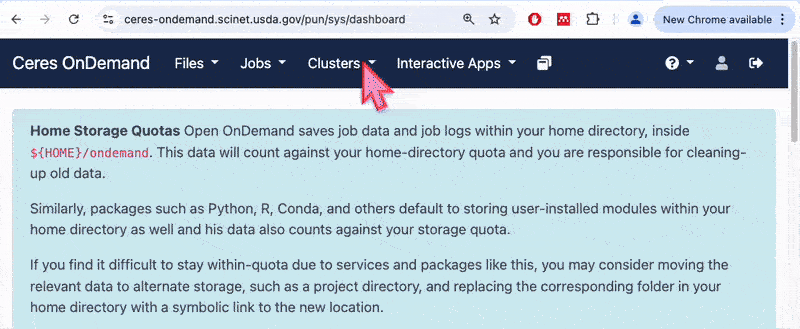 ceres-ondemand.scinet.usda.gov/pun/sys/dashboard
New Chrome available
Ceres OnDemand Files Jobs Clusters Interactive Apps
Home Storage Quotas Open OnDemand saves job data and job logs within your home directory, inside
${HOME}/ondemand. This data will count against your home-directory quota and you are responsible for cleaning-
up old data.
Similarly, packages such as Python, R, Conda, and others default to storing user-installed modules within your
home directory as well and his data also counts against your storage quota.
If you find it difficult to stay within-quota due to services and packages like this, you may consider moving the
relevant data to alternate storage, such as a project directory, and replacing the corresponding folder in your
home directory with a symbolic link to the new location.